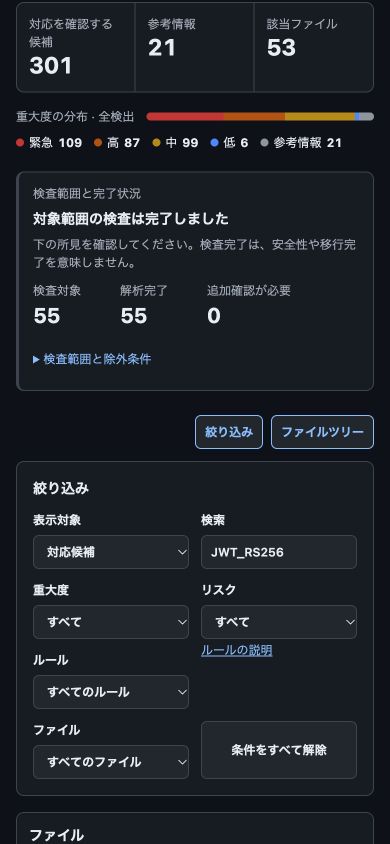 対応を確認する
候補
301
参考情報
21
該当ファイル
53
重大度の分布 · 全検出
緊急 109 高 87 中 99 低 6 参考情報 21
検査範囲と完了状況
対象範囲の検査は完了しました
下の所見を確認してください。検査完了は、安全性や移行完
了を意味しません。
検査対象 解析完了 追加確認が必要
55 55 0
▶ 検査範囲と除外条件
絞り込み ファイルツリー
絞り込み
表示対象 検索
対応候補 JWT_RS256
重大度 リスク
すべて すべて
ルールの説明
ルール
すべてのルール
ファイル
すべてのファイル 条件をすべて解除
ファイル